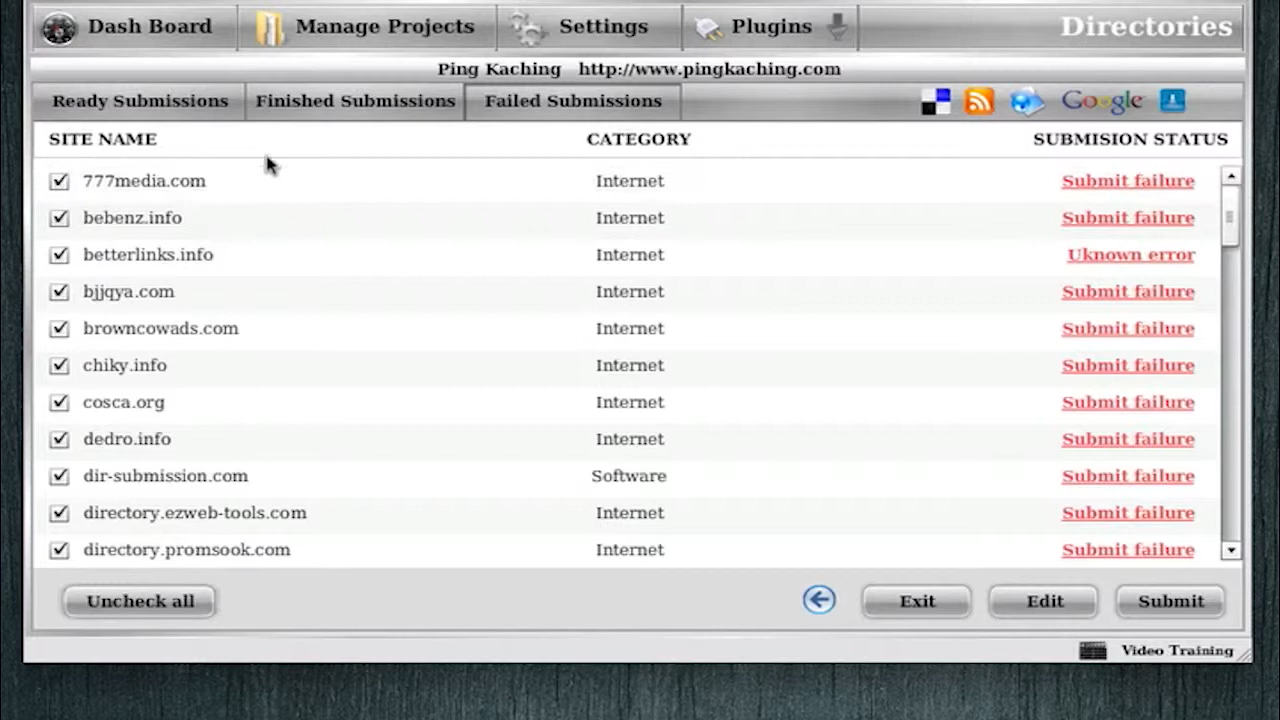 Dash Board Manage Projects Settings Plugins Directories
Ping Kaching http://www.pingkaching.com
Ready Submissions Finished Submissions Failed Submissions Google
SITE NAME CATEGORY SUBMISION STATUS
777media.com Internet Submit failure
bebenz.info Internet Submit failure
betterlinks.info Internet Uknown error
bjjqya.com Internet Submit failure
browncowads.com Internet Submit failure
chiky.info Internet Submit failure
cosca.org Internet Submit failure
dedro.info Internet Submit failure
dir-submission.com Software Submit failure
directory.ezweb-tools.com Internet Submit failure
directory.promsook.com Internet Submit failure
Uncheck all Exit Edit Submit
Video Training